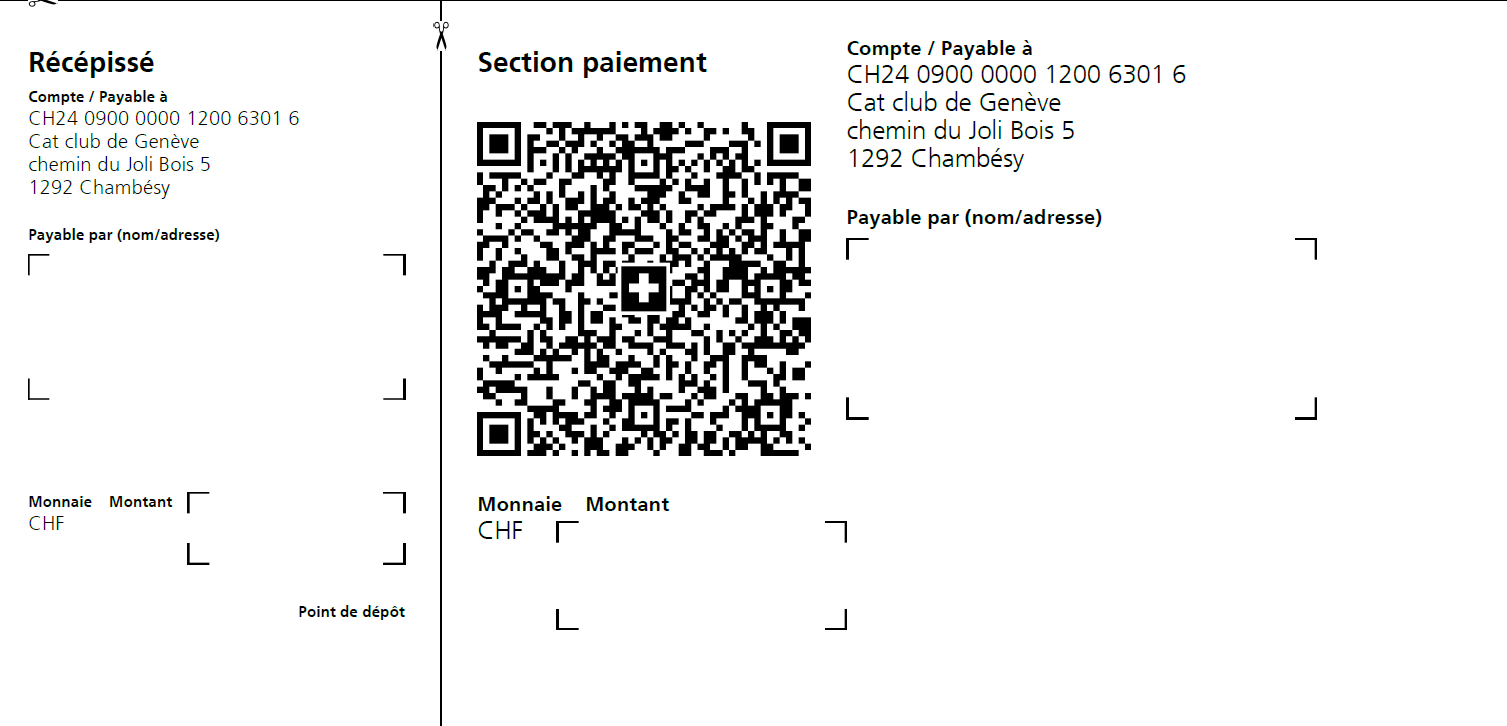 Récépissé
Compte / Payable à
CH24 0900 0000 1200 6301 6
Cat club de Genève
chemin du Joli Bois 5
1292 Chambésy
Payable par (nom/adresse)
Monnaie Montant
CHF
Point de dépôt
Section paiement
Monnaie Montant
CHF
Compte / Payable à
CH24 0900 0000 1200 6301 6
Cat club de Genève
chemin du Joli Bois 5
1292 Chambésy
Payable par (nom/adresse)